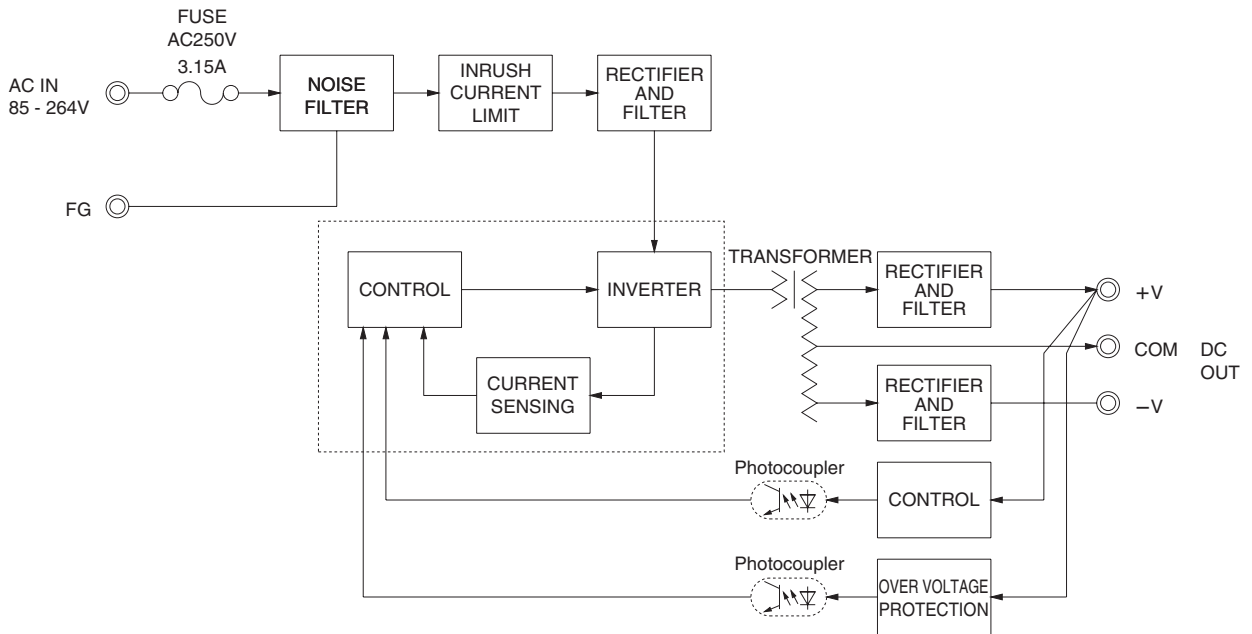 FUSE
AC250V
3.15A
AC IN
85 - 264V
NOISE
FILTER
INRUSH
CURRENT
LIMIT
RECTIFIER
AND
FILTER
FG
CONTROL
INVERTER
TRANSFORMER
RECTIFIER
AND
FILTER
+V
COM
DC
OUT
CURRENT
SENSING
RECTIFIER
AND
FILTER
−V
Photocoupler
CONTROL
Photocoupler
OVER VOLTAGE
PROTECTION